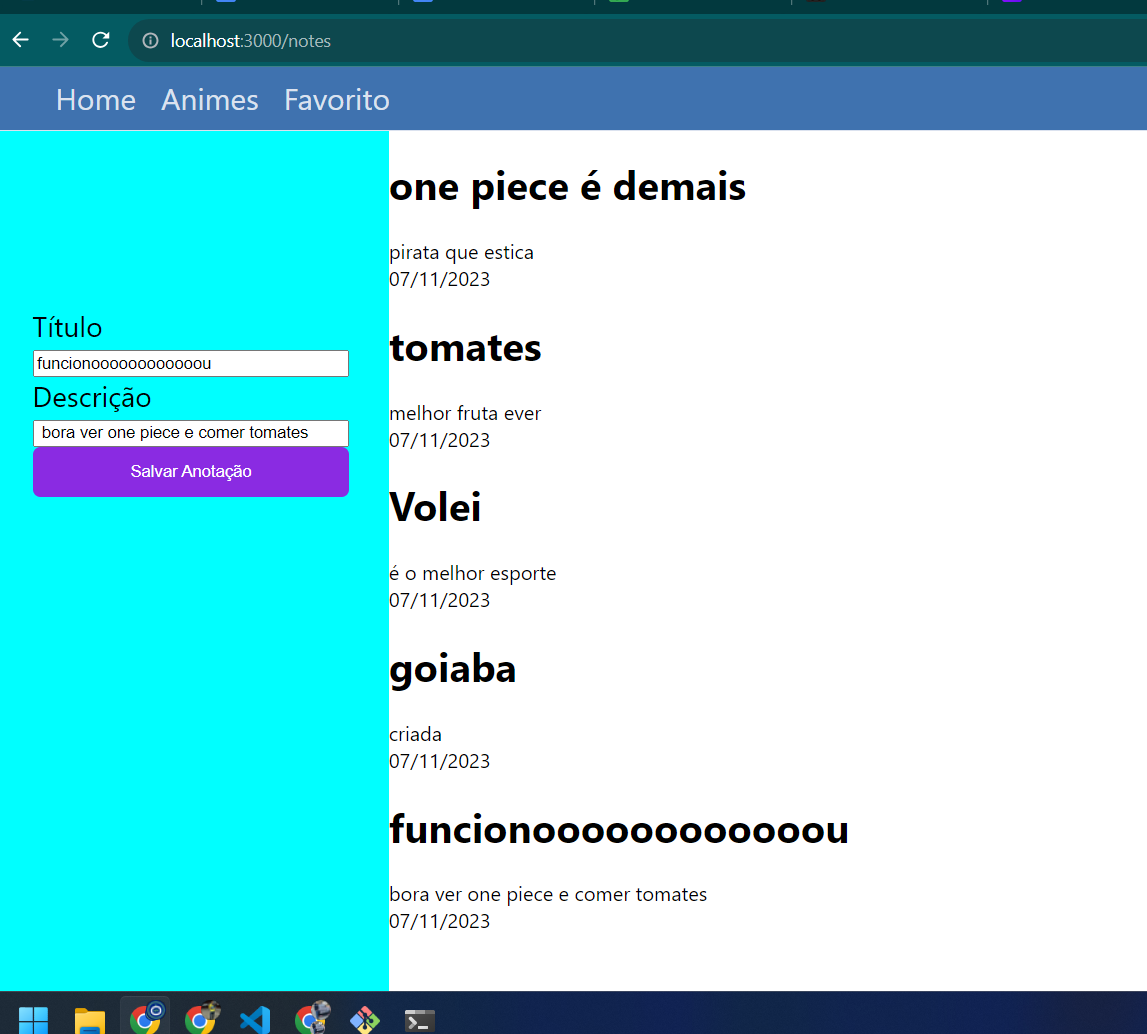 localhost:3000/notes
Home Animes Favorito
Título
funcionoooooooooooou
Descrição
bora ver one piece e comer tomates
Salvar Anotação
one piece é demais
pirata que estica
07/11/2023
tomates
melhor fruta ever
07/11/2023
Volei
é o melhor esporte
07/11/2023
goiaba
criada
07/11/2023
funcionoooooooooooou
bora ver one piece e comer tomates
07/11/2023